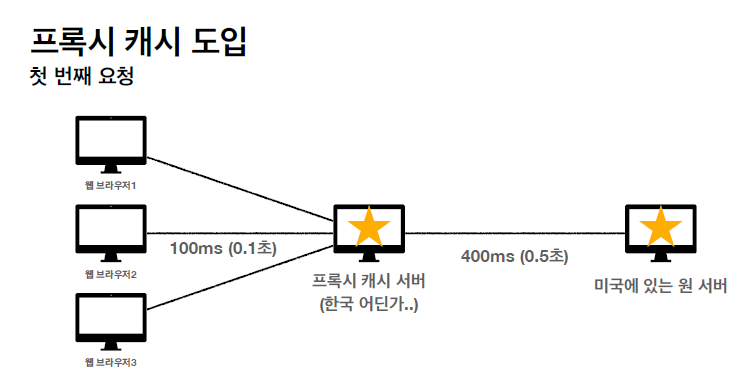 프록시 캐시 도입
첫 번째 요청
웹 브라우저1
웹 브라우저2
웹 브라우저3
100ms (0.1초)
프록시 캐시 서버
(한국 어딘가..)
400ms (0.5초)
미국에 있는 원 서버